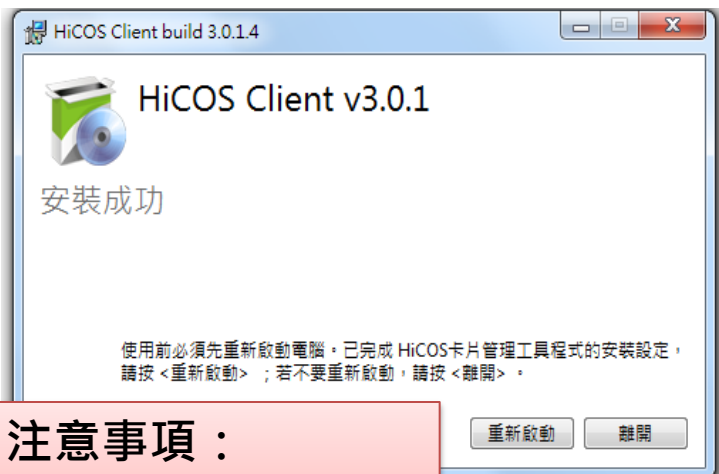 HiCOS Client build 3.0.1.4
HiCOS Client v3.0.1
安裝成功
使用前必須先重新啟動電腦。已完成 HiCOS卡片管理工具程式的安裝設定，
請按 <重新啟動> ；若不要重新啟動，請按 <離開> 。
重新啟動
離開
注意事項：